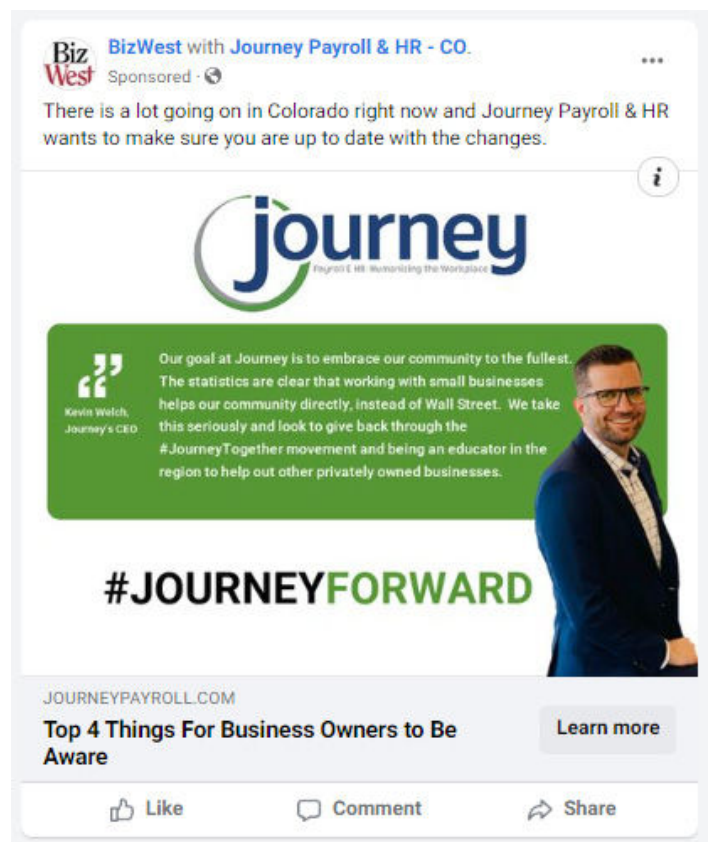 Biz
West
BizWest with Journey Payroll & HR - CO.
Sponsored ·
There is a lot going on in Colorado right now and Journey Payroll & HR
wants to make sure you are up to date with the changes.
i
journey
Payroll & HR: Humanizing the Workplace
Our goal at Journey is to embrace our community to the fullest.
The statistics are clear that working with small businesses
helps our community directly, instead of Wall Street. We take
this seriously and look to give back through the
#JourneyTogether movement and being an educator in the
region to help out other privately owned businesses.
Kevin Welch,
Journey's CEO
#JOURNEYFORWARD
JOURNEYPAYROLL.COM
Top 4 Things For Business Owners to Be
Aware
Learn more
Like
Comment
Share